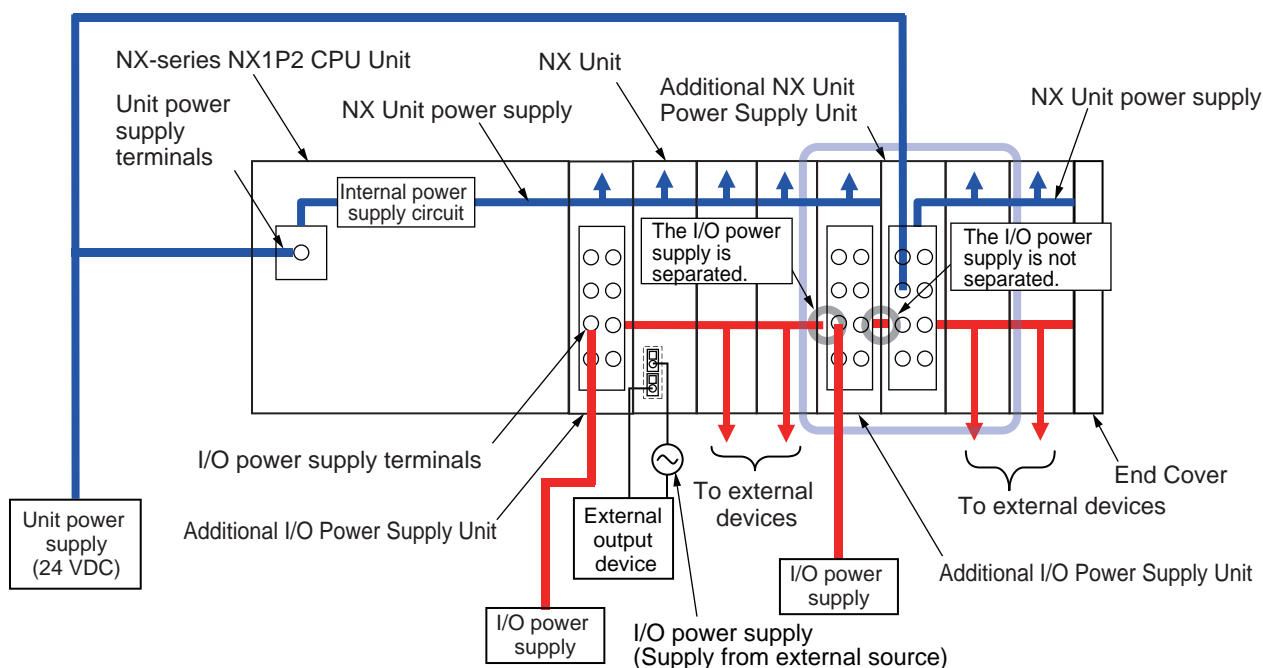 NX-series NX1P2 CPU Unit
Unit power
supply
terminals
NX Unit power supply
NX Unit
Additional NX Unit
Power Supply Unit
NX Unit power supply
Internal power
supply circuit
The I/O power
supply is
separated.
The I/O power
supply is not
separated.
I/O power supply terminals
Additional I/O Power Supply Unit
Unit power
supply
(24 VDC)
I/O power
supply
External
output
device
To external
devices
I/O power supply
(Supply from external source)
I/O power
supply
Additional I/O Power Supply Unit
To external devices
End Cover